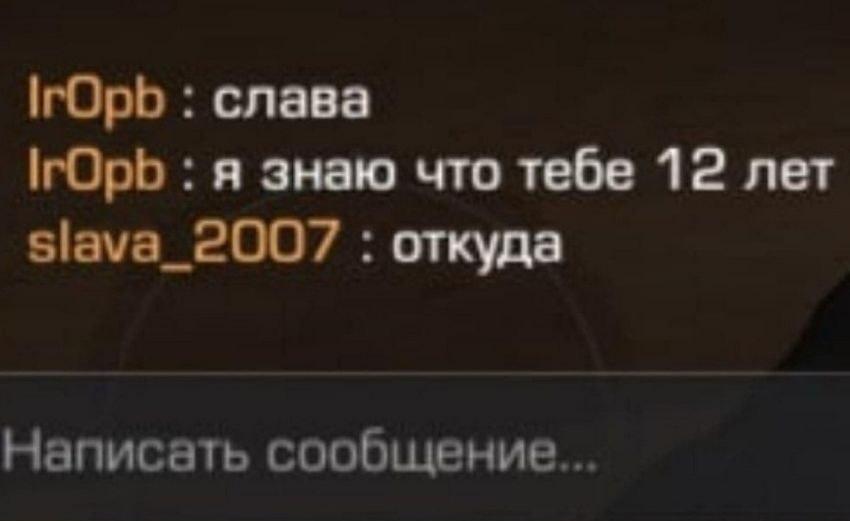 IrOpb : слава
IrOpb : я знаю что тебе 12 лет
slava_2007 : откуда
Написать сообщение...